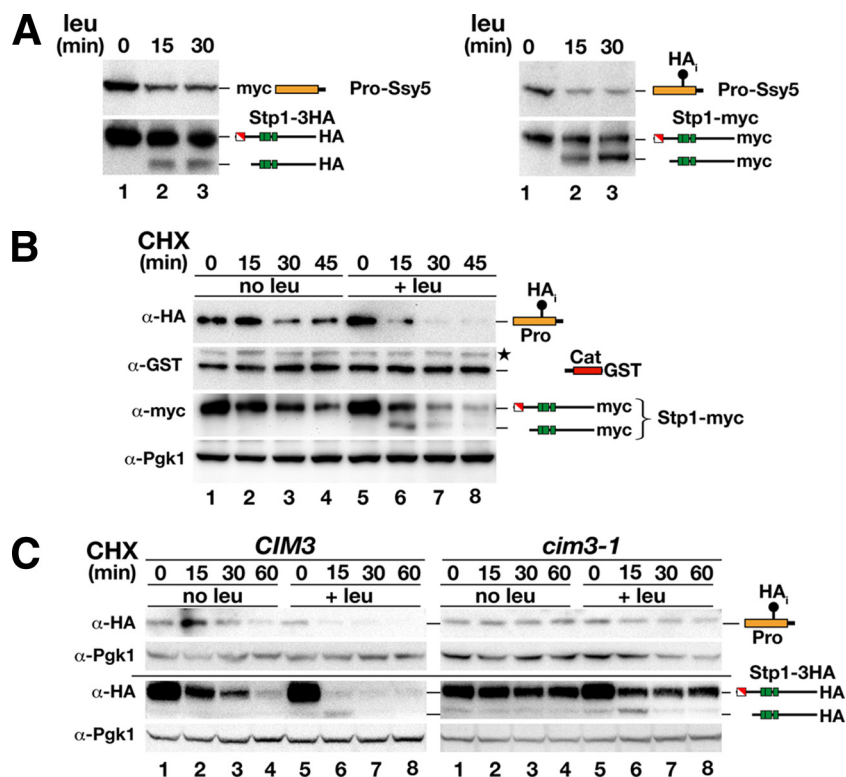 A
leu
(min) 0 15 30
myc Pro-Ssy5
Stp1-3HA
HA
HA
1 2 3
leu
(min) 0 15 30
HAi
Pro-Ssy5
Stp1-myc
myc
myc
1 2 3
B
CHX
(min) 0 15 30 45 0 15 30 45
no leu + leu
HAi
α-HA
Pro
α-GST ★
Cat
GST
α-myc myc
myc
Stp1-myc
α-Pgk1
1 2 3 4 5 6 7 8
C
CHX CIM3 cim3-1
(min) 0 15 30 60 0 15 30 60 0 15 30 60 0 15 30 60
no leu + leu no leu + leu
HAi
α-HA
Pro
α-Pgk1
Stp1-3HA
α-HA HA
HA
α-Pgk1
1 2 3 4 5 6 7 8 1 2 3 4 5 6 7 8